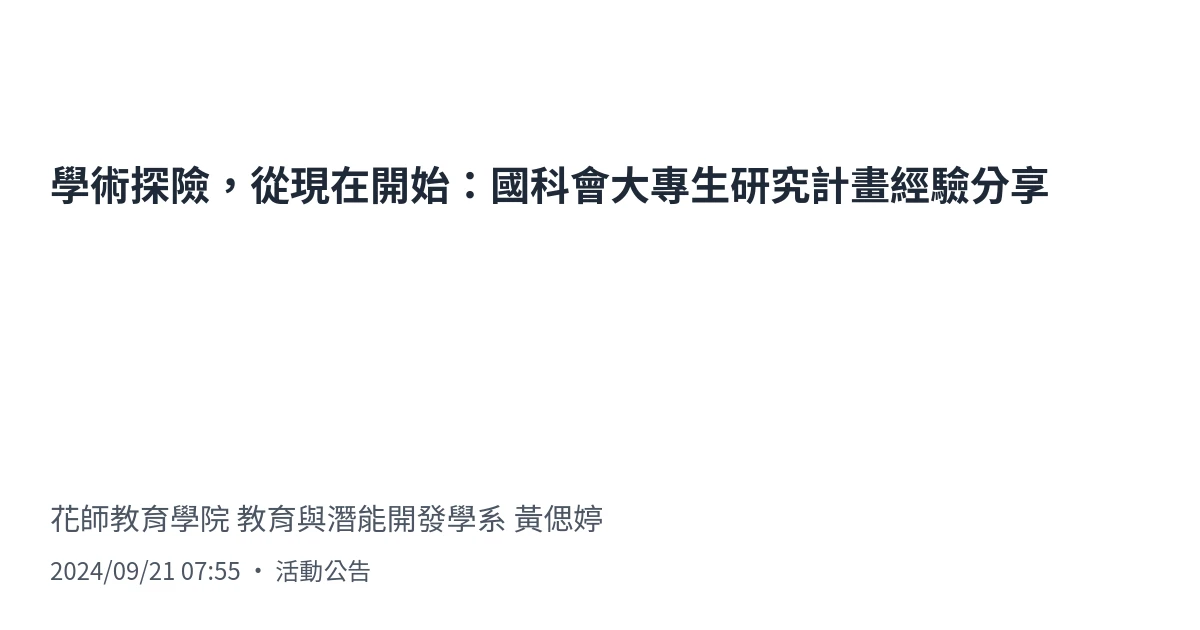 學術探險，從現在開始：國科會大專生研究計畫經驗分享
花師教育學院 教育與潛能開發學系 黃偲婷
2024/09/21 07:55 · 活動公告